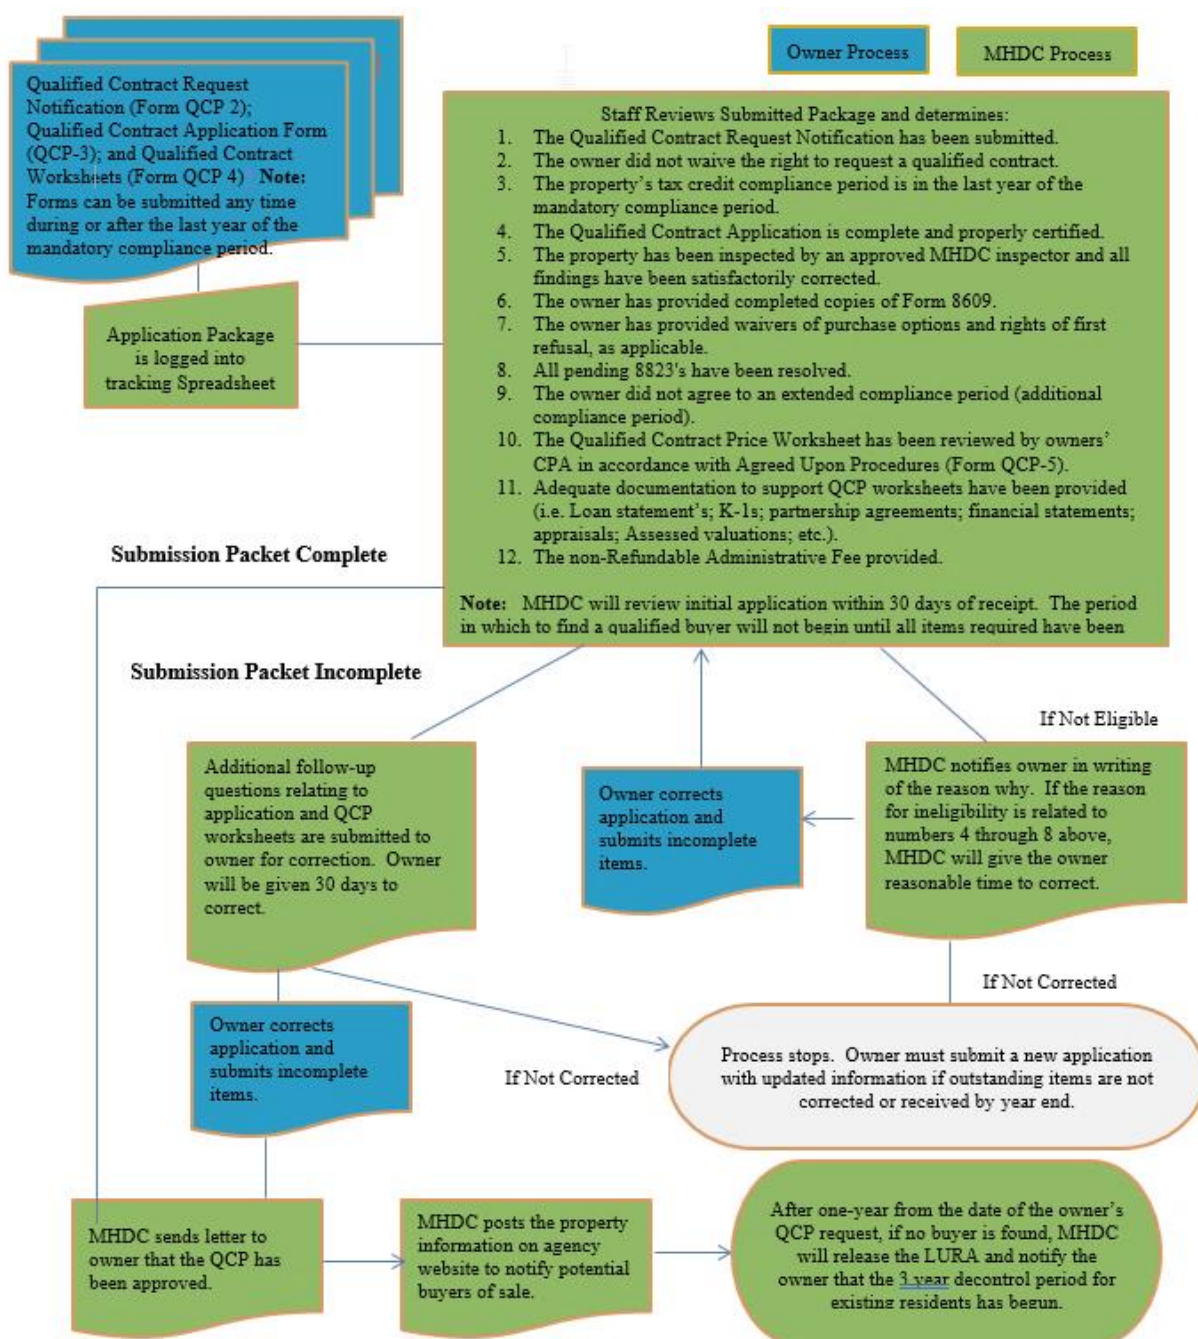 Owner Process
MHDC Process
Qualified Contract Request
Notification (Form QCP 2);
Qualified Contract Application Form
(QCP-3); and Qualified Contract
Worksheets (Form QCP 4) Note:
Forms can be submitted any time
during or after the last year of the
mandatory compliance period.
Application Package
is logged into
tracking Spreadsheet
Staff Reviews Submitted Package and determines:
1. The Qualified Contract Request Notification has been submitted.
2. The owner did not waive the right to request a qualified contract.
3. The property's tax credit compliance period is in the last year of the
mandatory compliance period.
4. The Qualified Contract Application is complete and properly certified.
5. The property has been inspected by an approved MHDC inspector and all
findings have been satisfactorily corrected.
6. The owner has provided completed copies of Form 8609.
7. The owner has provided waivers of purchase options and rights of first
refusal, as applicable.
8. All pending 8823's have been resolved.
9. The owner did not agree to an extended compliance period (additional
compliance period).
10. The Qualified Contract Price Worksheet has been reviewed by owners'
CPA in accordance with Agreed Upon Procedures (Form QCP-5).
11. Adequate documentation to support QCP worksheets have been provided
(i.e. Loan statement's; K-1s; partnership agreements; financial statements;
appraisals; Assessed valuations; etc.).
12. The non-Refundable Administrative Fee provided.
Note: MHDC will review initial application within 30 days of receipt. The period
in which to find a qualified buyer will not begin until all items required have been
Submission Packet Complete
Submission Packet Incomplete
If Not Eligible
Additional follow-up
questions relating to
application and QCP
worksheets are submitted to
owner for correction. Owner
will be given 30 days to
correct.
Owner corrects
application and
submits incomplete
items.
MHDC notifies owner in writing
of the reason why. If the reason
for ineligibility is related to
numbers 4 through 8 above,
MHDC will give the owner
reasonable time to correct.
If Not Corrected
Owner corrects
application and
submits incomplete
items.
If Not Corrected
Process stops. Owner must submit a new application
with updated information if outstanding items are not
corrected or received by year end.
MHDC sends letter to
owner that the QCP has
been approved.
MHDC posts the property
information on agency
website to notify potential
buyers of sale.
After one-year from the date of the owner's
QCP request, if no buyer is found, MHDC
will release the LURA and notify the
owner that the 3 year decontrol period for
existing residents has begun.